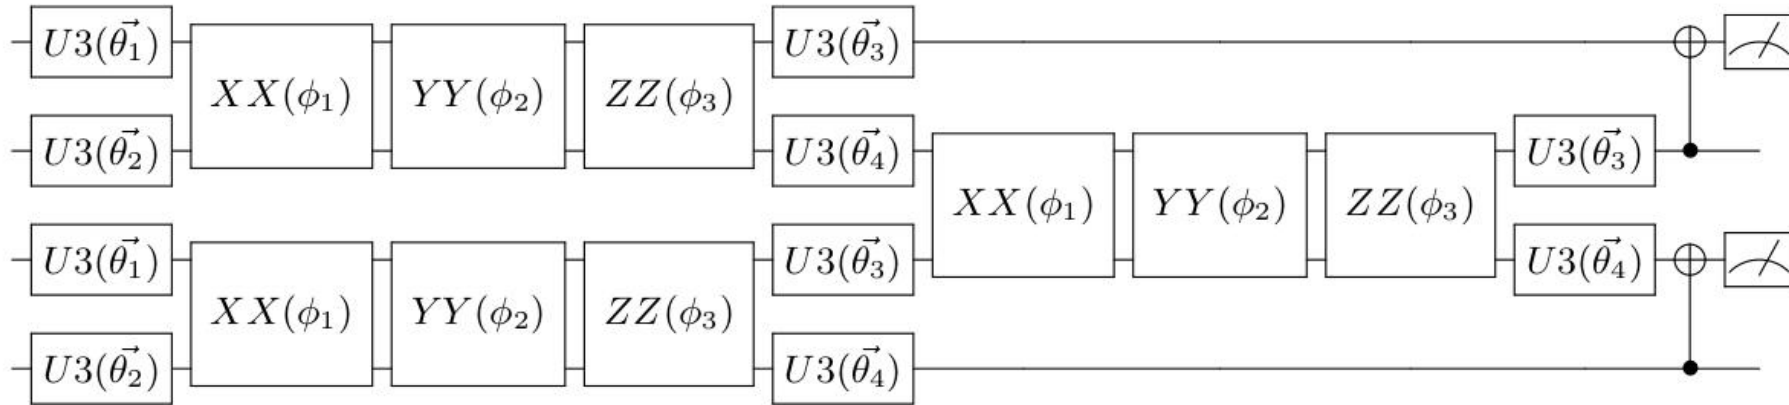 U3(θ⃗₁) XX(ϕ₁) YY(ϕ₂) ZZ(ϕ₃) U3(θ⃗₃)
U3(θ⃗₂) U3(θ⃗₄) XX(ϕ₁) YY(ϕ₂) ZZ(ϕ₃) U3(θ⃗₃)
U3(θ⃗₁) XX(ϕ₁) YY(ϕ₂) ZZ(ϕ₃) U3(θ⃗₃) U3(θ⃗₄)
U3(θ⃗₂) U3(θ⃗₄)